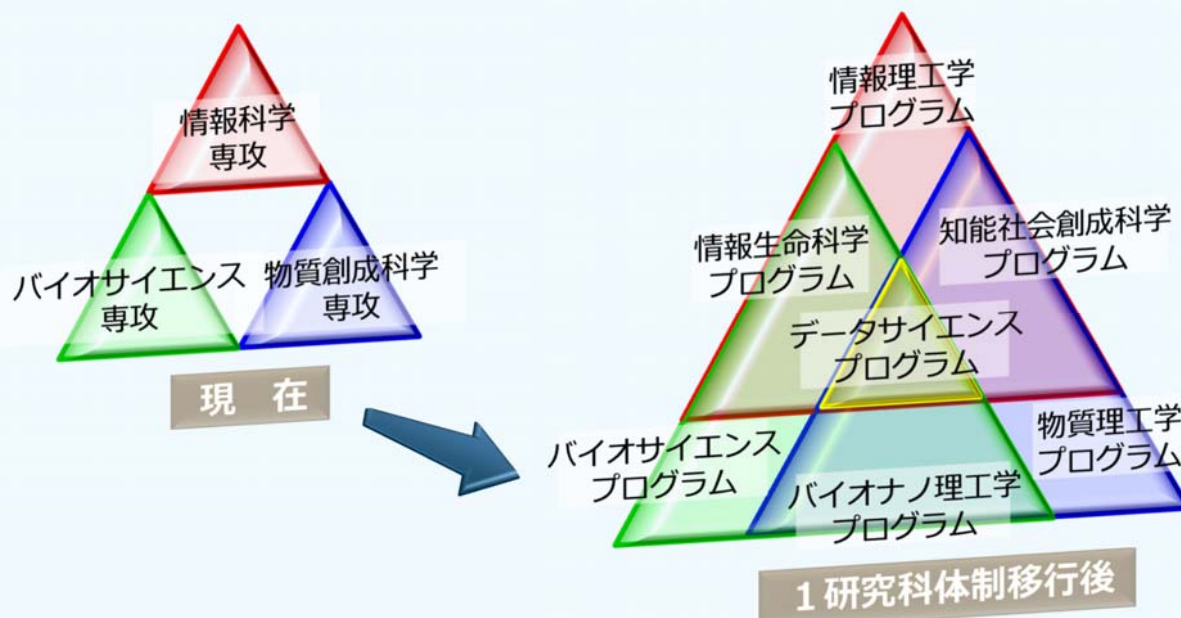 情報科学
専攻
バイオサイエンス
専攻
物質創成科学
専攻
現 在
情報理工学
プログラム
情報生命科学
プログラム
知能社会創成科学
プログラム
データサイエンス
プログラム
バイオサイエンス
プログラム
バイオナノ理工学
プログラム
物質理工学
プログラム
1研究科体制移行後